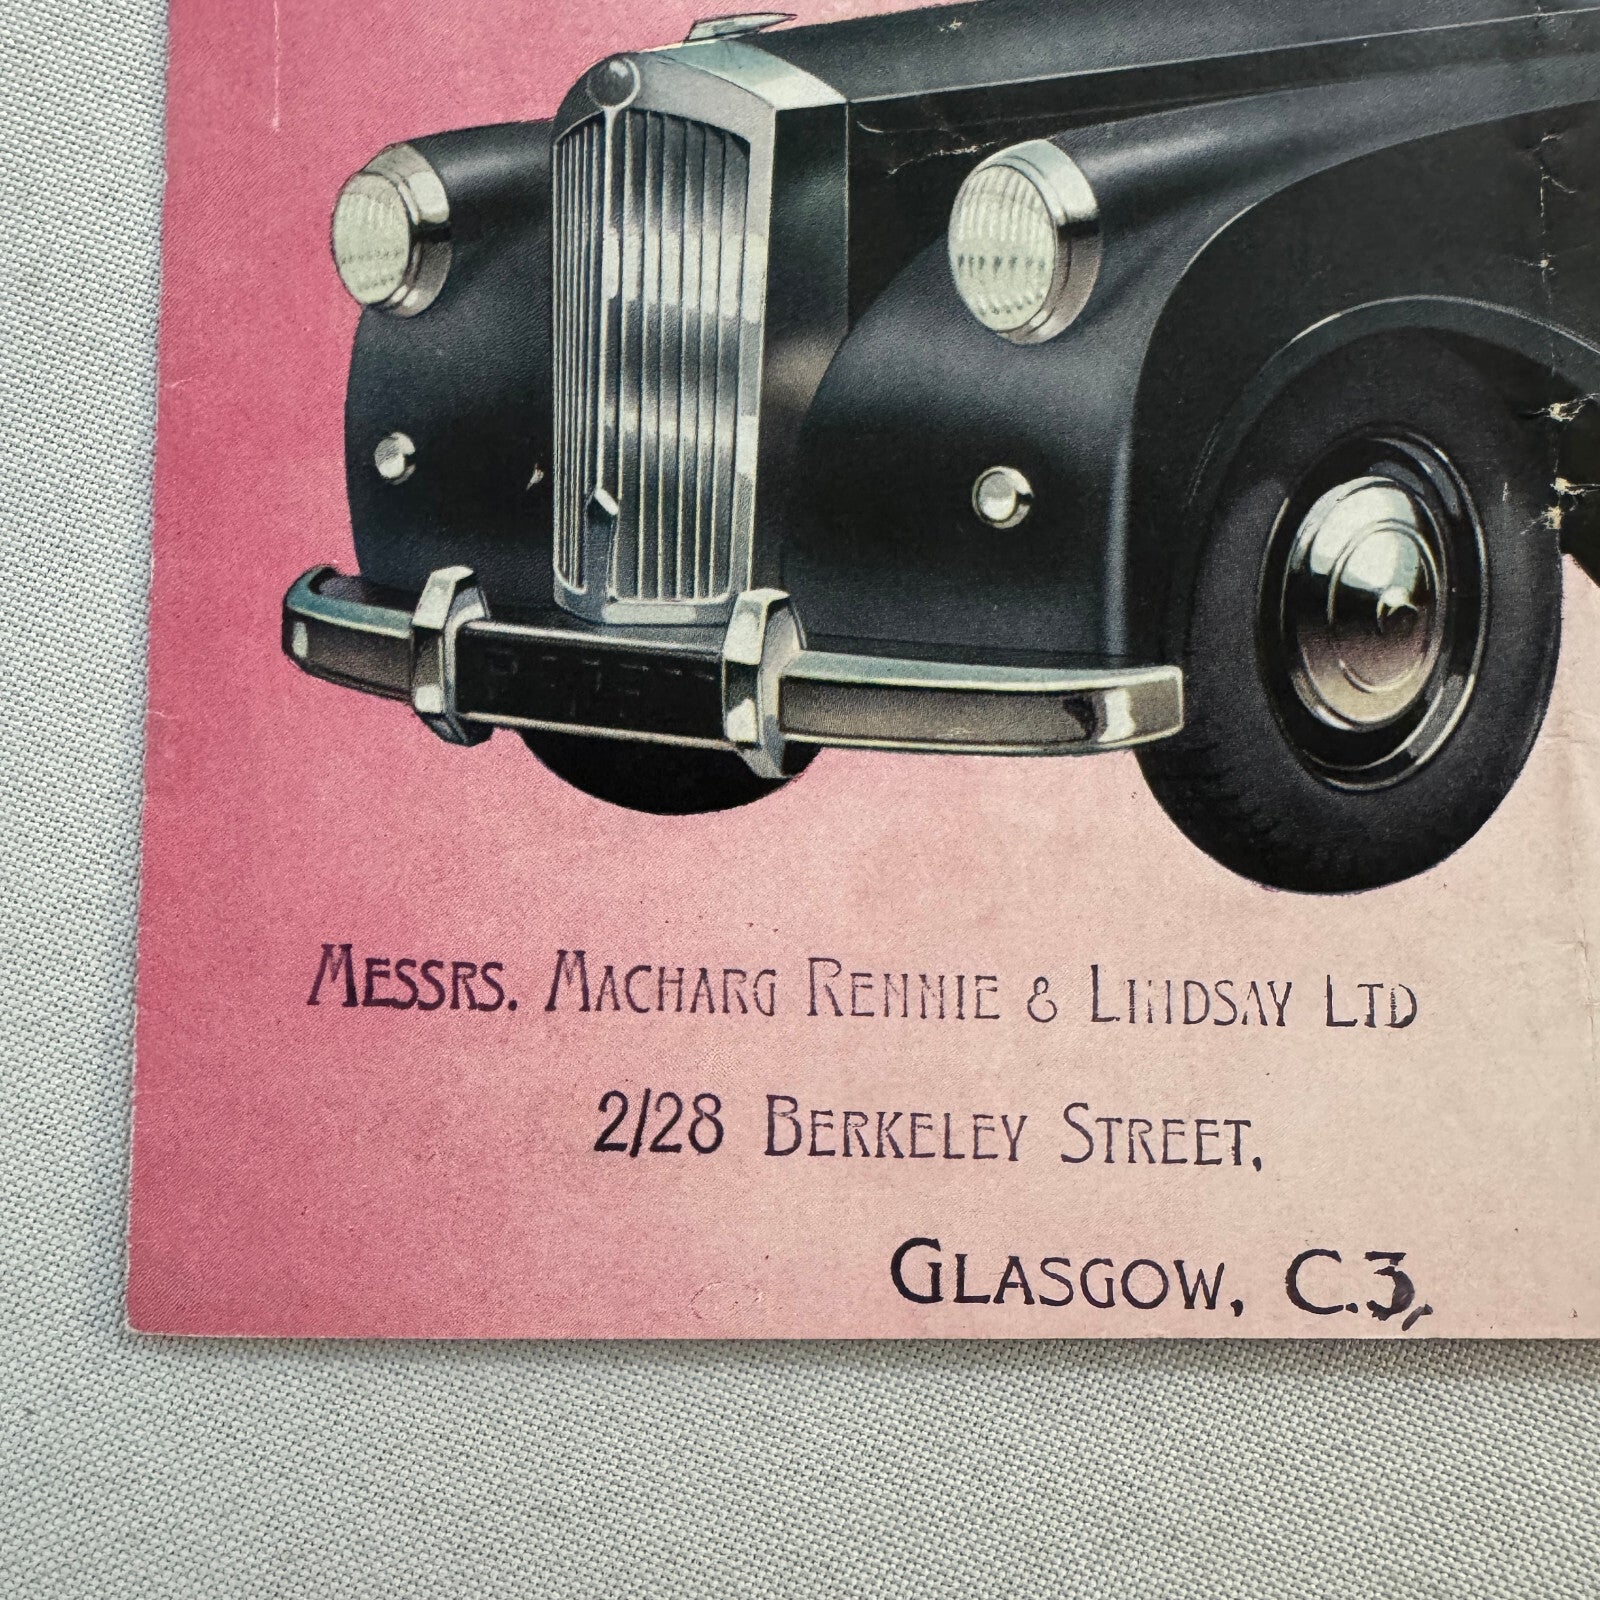 MESSRS. MACHARG RENNIE & LINDSAY LTD
2/28 BERKELEY STREET,
GLASGOW, C.3,